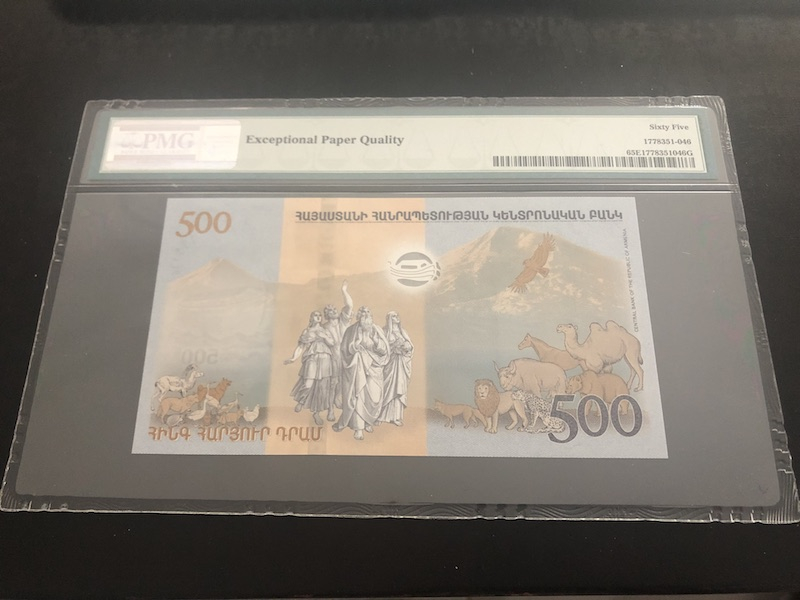 PMG
Exceptional Paper Quality
Sixty Five
1778351-046
65E1778351046G
500
ՀԱՅԱՍՏԱՆԻ ՀԱՆՐԱՊԵՏՈՒԹՅԱՆ ԿԵՆՏՐՈՆԱԿԱՆ ԲԱՆԿ
CENTRAL BANK OF THE REPUBLIC OF ARMENIA
500
ՀԻՆԳ ՀԱՐՅՈՒՐ ԴՐԱՄ
500